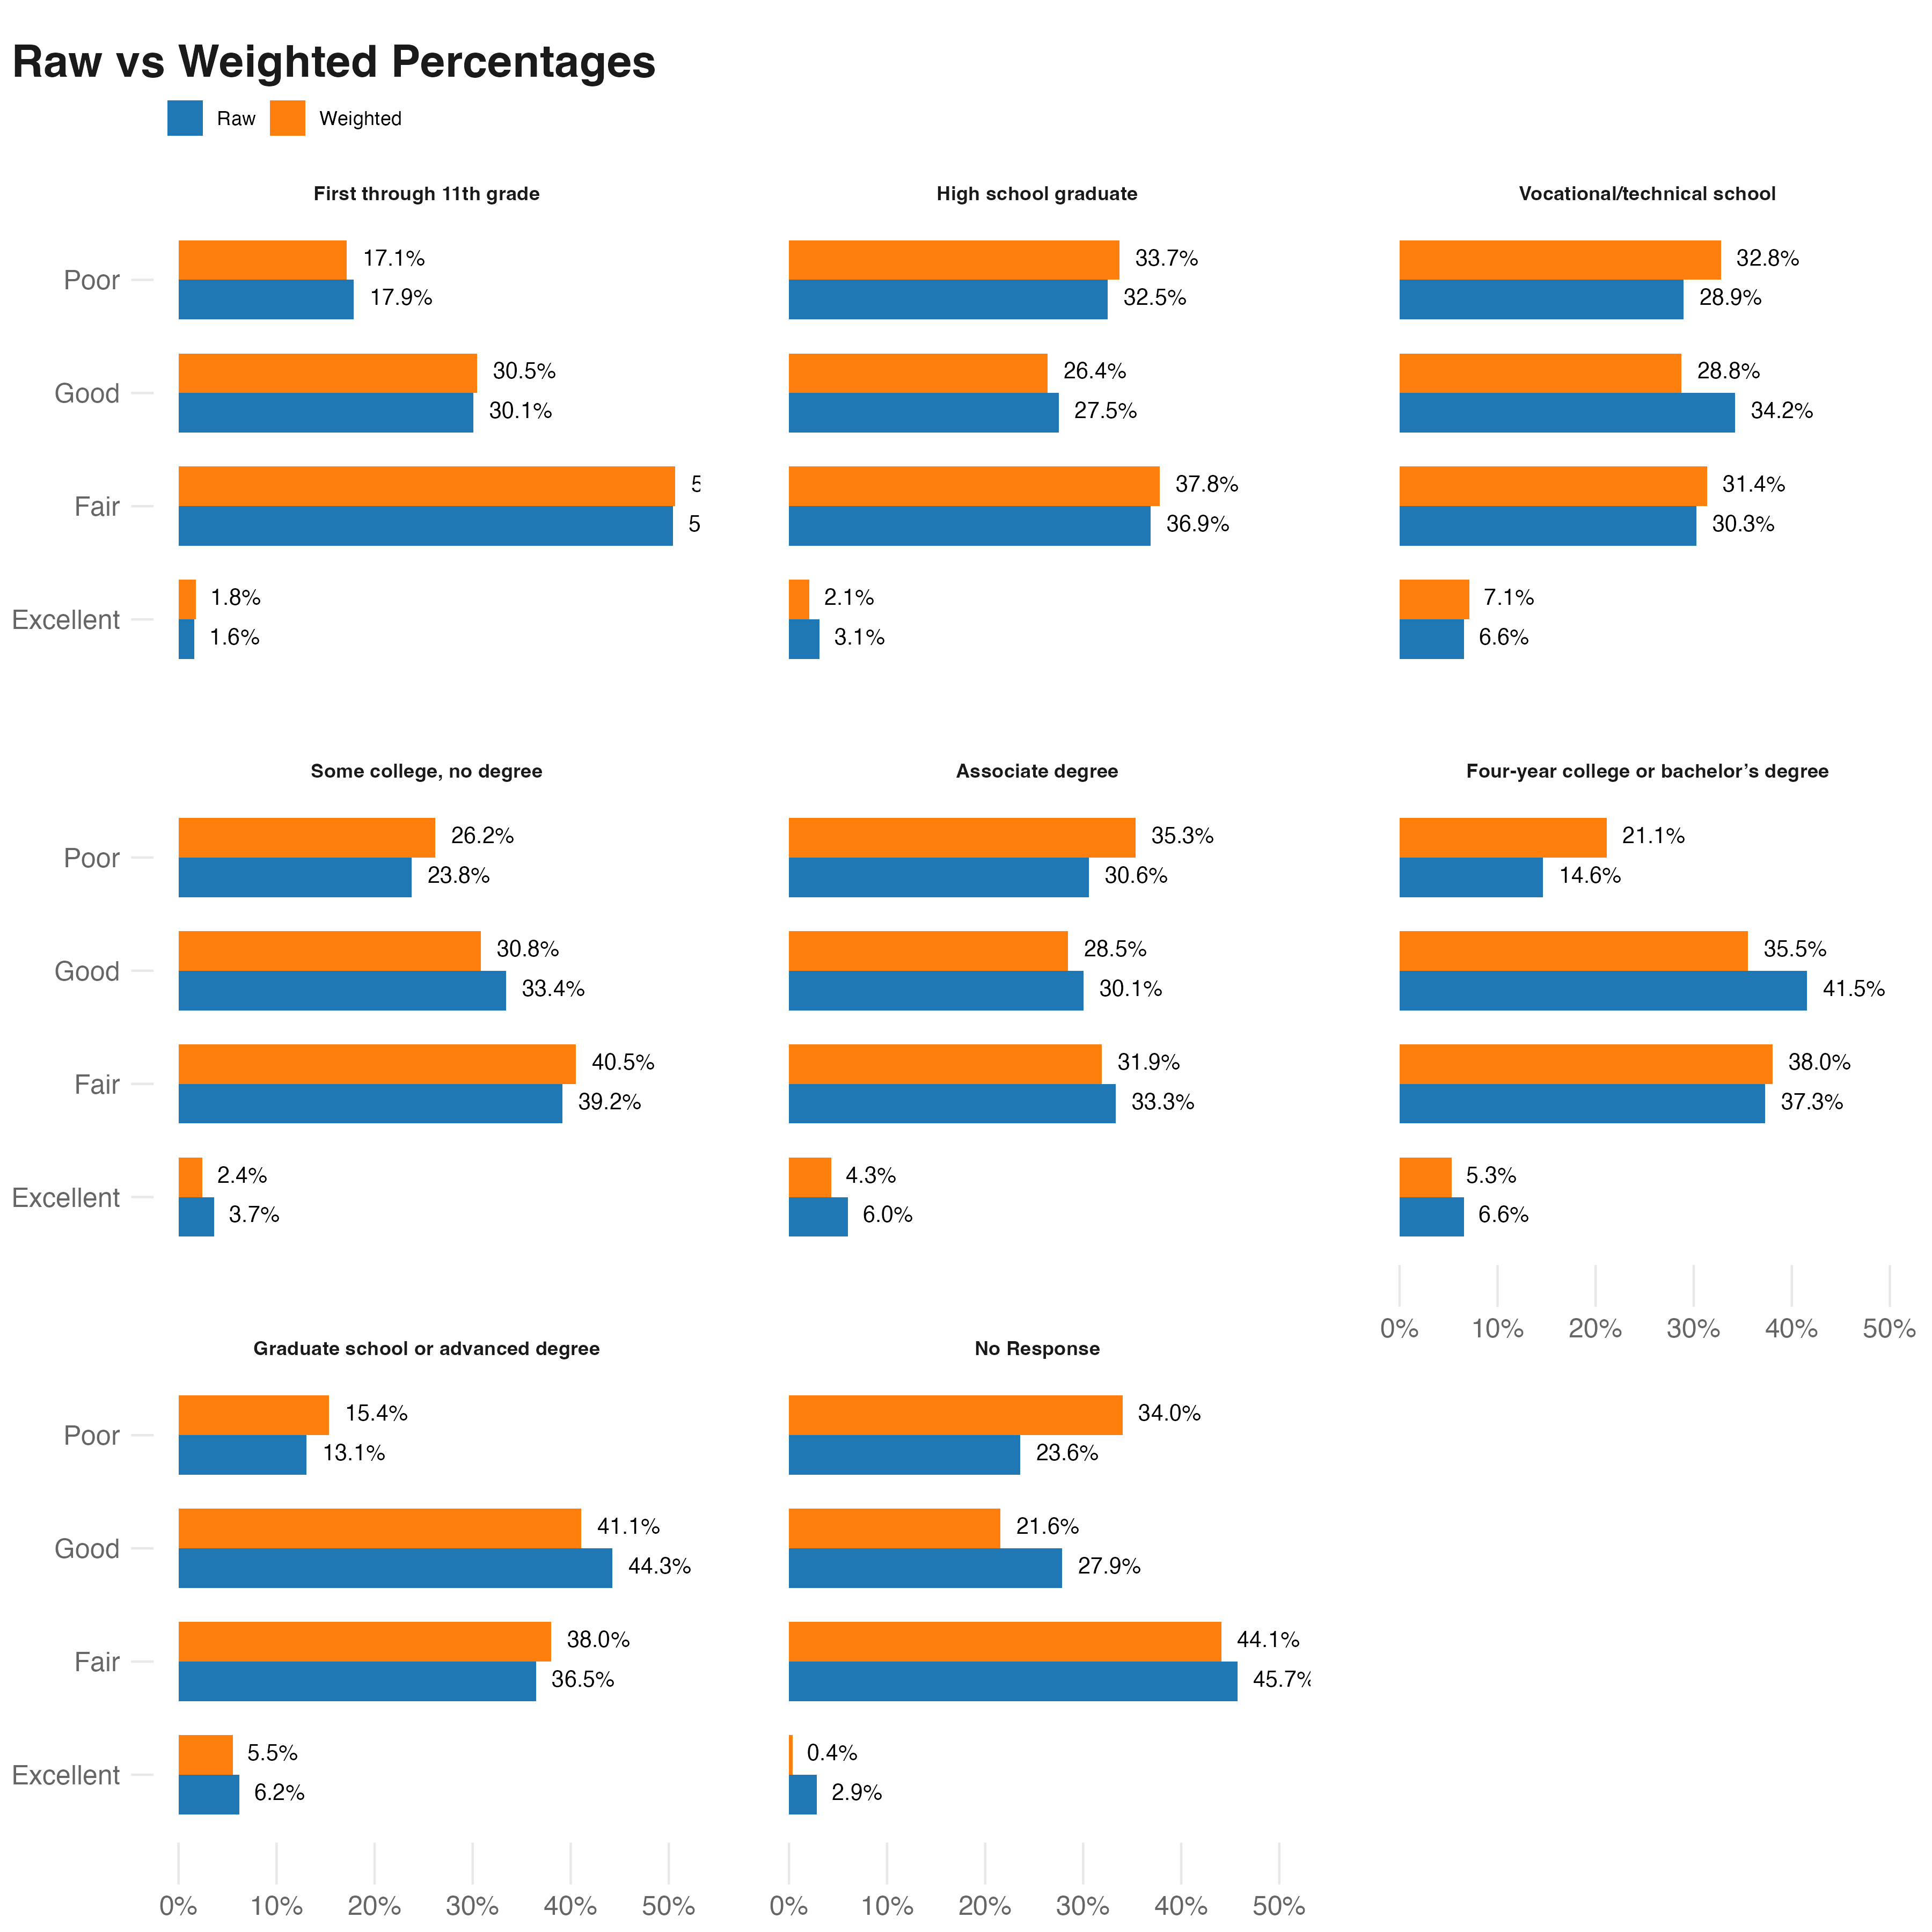 Raw vs Weighted Percentages
Raw Weighted
First through 11th grade
High school graduate
Vocational/technical school
Poor
17.1%
17.9%
33.7%
32.5%
32.8%
28.9%
Good
30.5%
30.1%
26.4%
27.5%
28.8%
34.2%
Fair
5
5
37.8%
36.9%
31.4%
30.3%
Excellent
1.8%
1.6%
2.1%
3.1%
7.1%
6.6%
Some college, no degree
Associate degree
Four-year college or bachelor’s degree
Poor
26.2%
23.8%
35.3%
30.6%
21.1%
14.6%
Good
30.8%
33.4%
28.5%
30.1%
35.5%
41.5%
Fair
40.5%
39.2%
31.9%
33.3%
38.0%
37.3%
Excellent
2.4%
3.7%
4.3%
6.0%
5.3%
6.6%
0% 10% 20% 30% 40% 50%
Graduate school or advanced degree
No Response
Poor
15.4%
13.1%
34.0%
23.6%
Good
41.1%
44.3%
21.6%
27.9%
Fair
38.0%
36.5%
44.1%
45.7%
Excellent
5.5%
6.2%
0.4%
2.9%
0% 10% 20% 30% 40% 50%
0% 10% 20% 30% 40% 50%